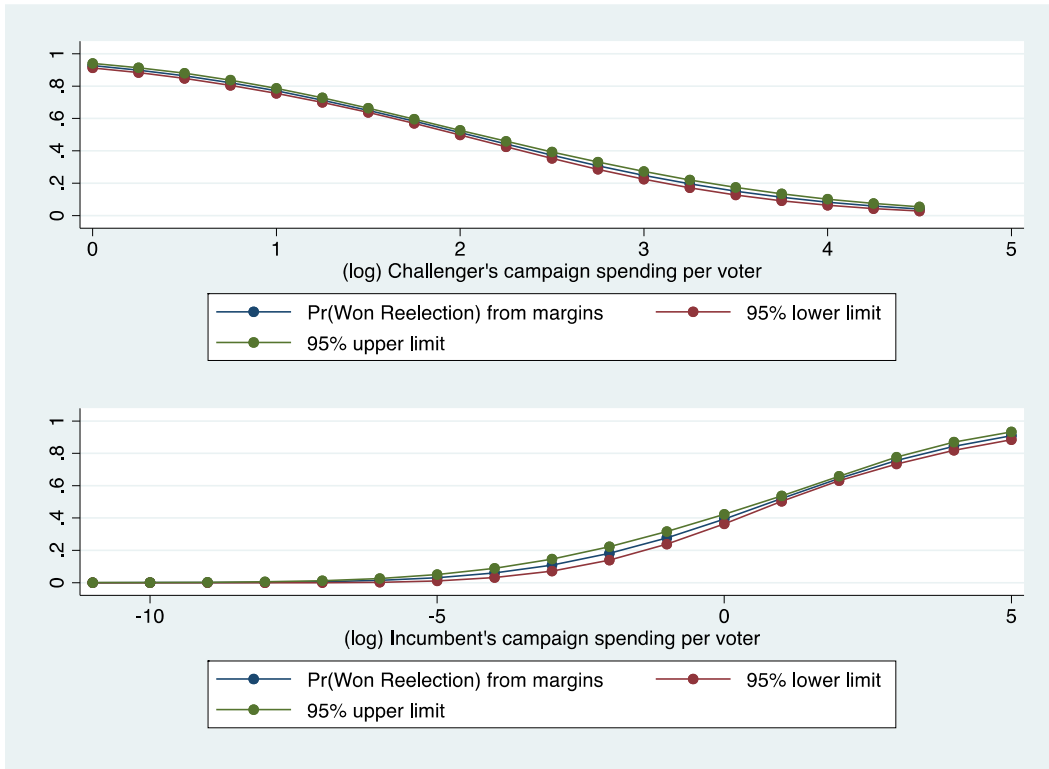 1
.8
.6
.4
.2
0
0 1 2 3 4 5
(log) Challenger's campaign spending per voter
Pr(Won Reelection) from margins 95% lower limit
95% upper limit
1
.8
.6
.4
.2
0
-10 -5 0 5
(log) Incumbent's campaign spending per voter
Pr(Won Reelection) from margins 95% lower limit
95% upper limit